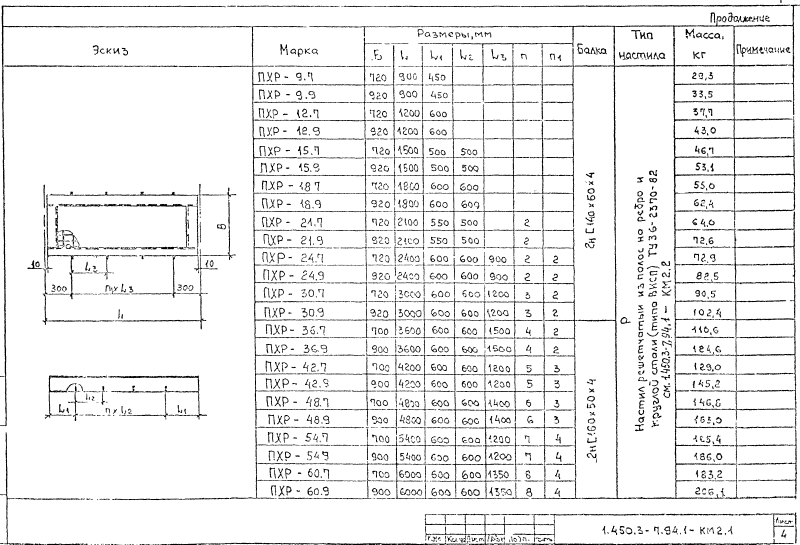 Продолжение
Эскиз Марка Размеры, мм Балка Тип настила Масса, кг Примечание
Б L L1 L2 L3 n n1
ПХР - 9.7 720 900 450 29,3
ПХР - 9.9 920 900 450 33,5
ПХР - 12.7 720 1200 600 37,7
ПХР - 12.9 920 1200 600 43,0
ПХР - 15.7 720 1500 500 500 46,7
ПХР - 15.9 920 1500 500 500 53,1
ПХР - 18.7 720 1800 600 600 55,0
ПХР - 18.9 920 1800 600 600 62,4
ПХР - 21.7 720 2100 550 500 2 64,0
ПХР - 21.9 920 2100 550 500 2 72,6
ПХР - 24.7 720 2400 600 600 900 2 2 72,9
ПХР - 24.9 920 2400 600 600 900 2 2 82,5
ПХР - 30.7 720 3000 600 600 1200 3 2 90,5
ПХР - 30.9 920 3000 600 600 1200 3 2 102,4
ПХР - 36.7 700 3600 600 600 1500 4 2 110,6
ПХР - 36.9 900 3600 600 600 1500 4 2 124,6
ПХР - 42.7 700 4200 600 600 1200 5 3 129,0
ПХР - 42.9 900 4200 600 600 1200 5 3 145,2
ПХР - 48.7 700 4800 600 600 1400 6 3 146,6
ПХР - 48.9 900 4800 600 600 1400 6 3 163,0
ПХР - 54.7 700 5400 600 600 1200 7 4
ПХР - 54.9 900 5400 600 600 1200 7 4 186,0
ПХР - 60.7 700 6000 600 600 1350 8 4 183,2
ПХР - 60.9 900 6000 600 600 1350 8 4 206,1
2н [140×60×4
2н [160×50×4
Р
Настил решетчатый из полос на ребро и
круглой стали (типа ВИСП) ТУ36-2370-82
см. 1.450.3-7.94.1 - КМ2.2
В
10 L3 10
300 n1×L3 300
L
L2
L1 n×L2 L1
1.450.3-7.94.1-КМ2.1
Лист
4